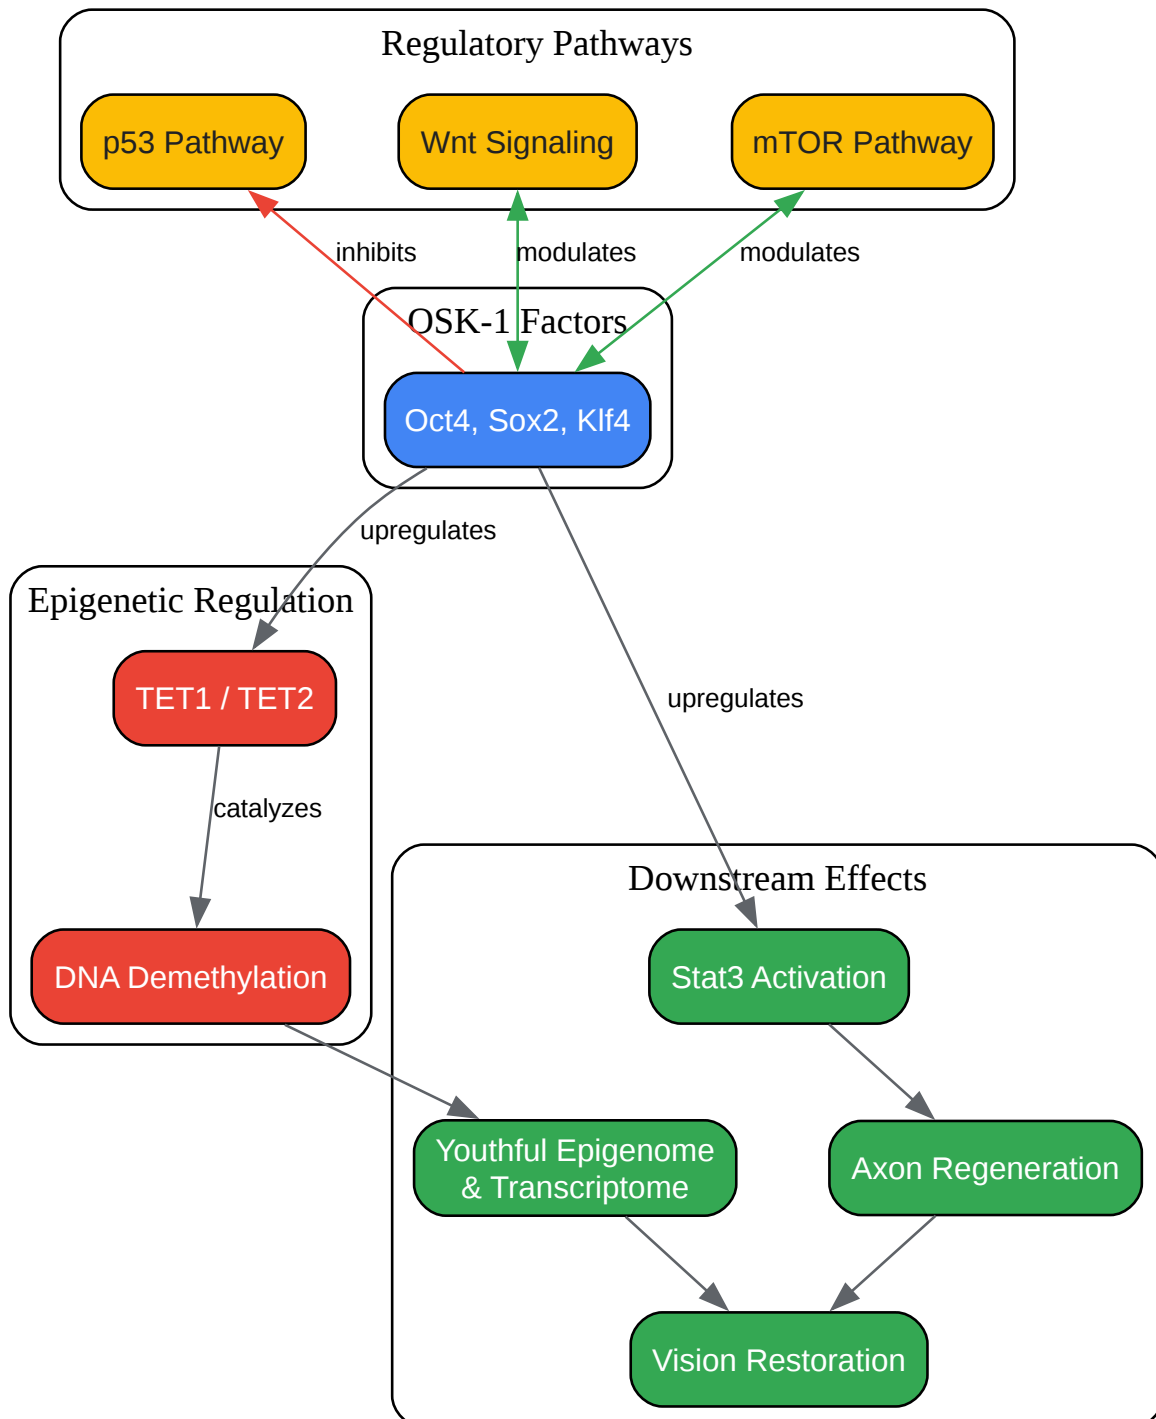 Regulatory Pathways
p53 Pathway
Wnt Signaling
mTOR Pathway
inhibits
modulates
modulates
OSK-1 Factors
Oct4, Sox2, Klf4
upregulates
Epigenetic Regulation
TET1 / TET2
upregulates
catalyzes
Downstream Effects
DNA Demethylation
Stat3 Activation
Youthful Epigenome
& Transcriptome
Axon Regeneration
Vision Restoration